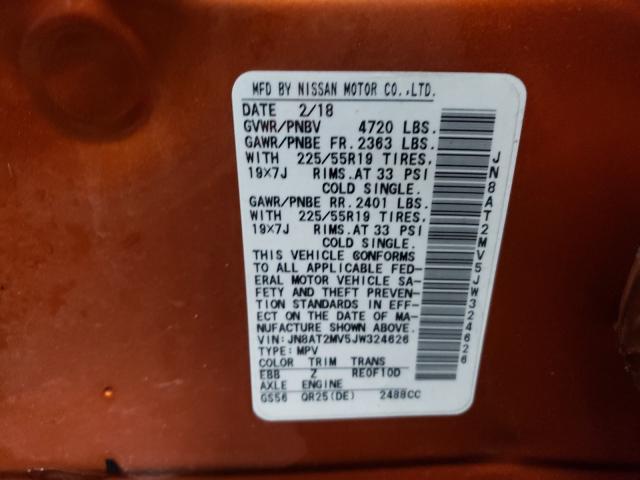 MFD BY NISSAN MOTOR CO.,LTD.
DATE 2/18
GVWR/PNBV 4720 LBS.
GAWR/PNBE FR. 2363 LBS.
WITH 225/55R19 TIRES,
19×7J RIMS.AT 33 PSI
COLD SINGLE.
GAWR/PNBE RR. 2401 LBS.
WITH 225/55R19 TIRES,
19×7J RIMS.AT 33 PSI
COLD SINGLE.
THIS VEHICLE CONFORMS
TO ALL APPLICABLE FED-
ERAL MOTOR VEHICLE SA-
FETY AND THEFT PREVEN-
TION STANDARDS IN EFF-
ECT ON THE DATE OF MA-
NUFACTURE SHOWN ABOVE.
VIN: JN8AT2MV5JW324626
TYPE: MPV
COLOR TRIM TRANS
EBB Z RE0F10D
AXLE ENGINE
GS56 QR25(DE) 2488CC
JN8AT2MV5JW324626